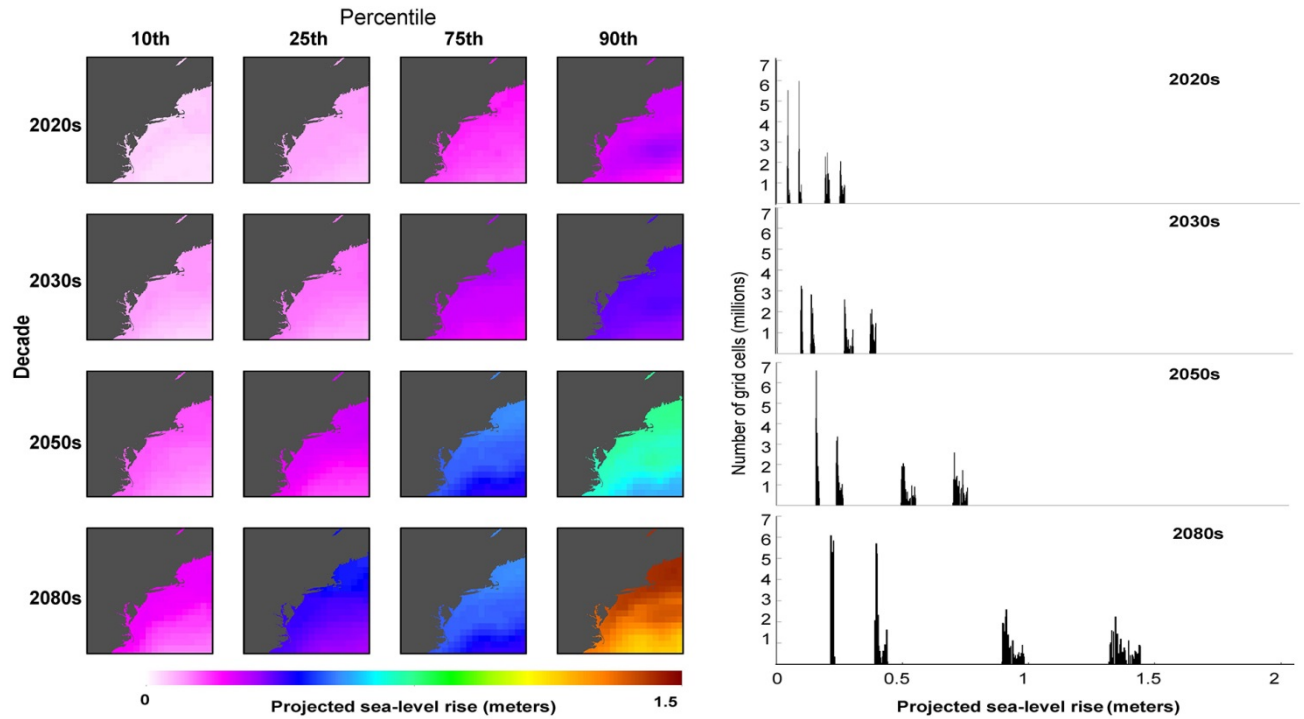 Percentile
10th 25th 75th 90th
2020s
2030s
2050s
2080s
Decade
0 1.5
Projected sea-level rise (meters)
7
6
5
4
3
2
1
2020s
7
6
5
4
3
2
1
2030s
7
6
5
4
3
2
1
2050s
7
6
5
4
3
2
1
2080s
Number of grid cells (millions)
0 0.5 1 1.5 2
Projected sea-level rise (meters)